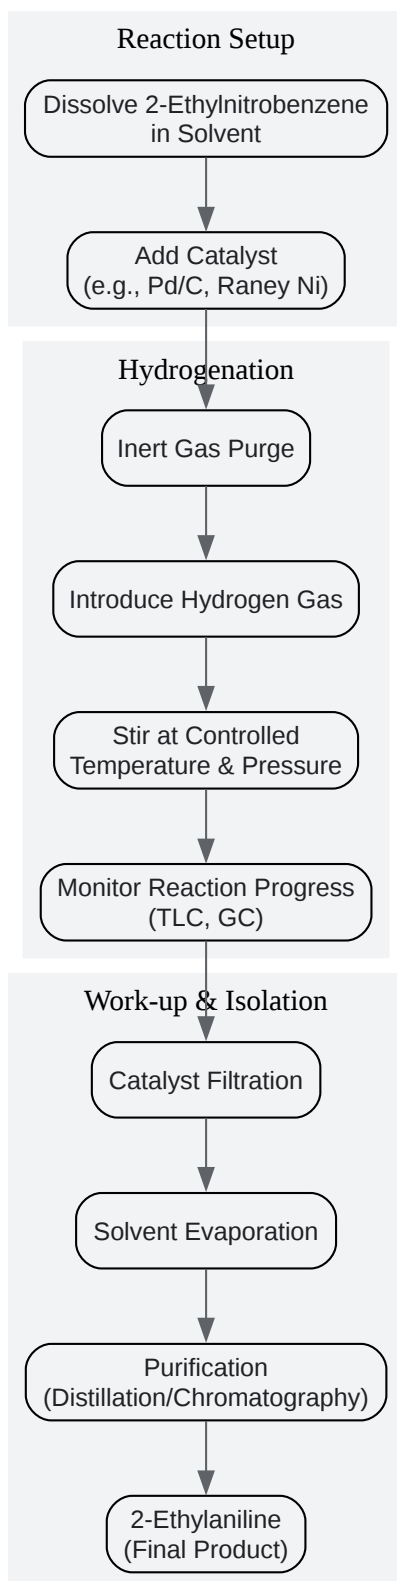 Reaction Setup
Dissolve 2-Ethylnitrobenzene
in Solvent
Add Catalyst
(e.g., Pd/C, Raney Ni)
Hydrogenation
Inert Gas Purge
Introduce Hydrogen Gas
Stir at Controlled
Temperature & Pressure
Monitor Reaction Progress
(TLC, GC)
Work-up & Isolation
Catalyst Filtration
Solvent Evaporation
Purification
(Distillation/Chromatography)
2-Ethylaniline
(Final Product)